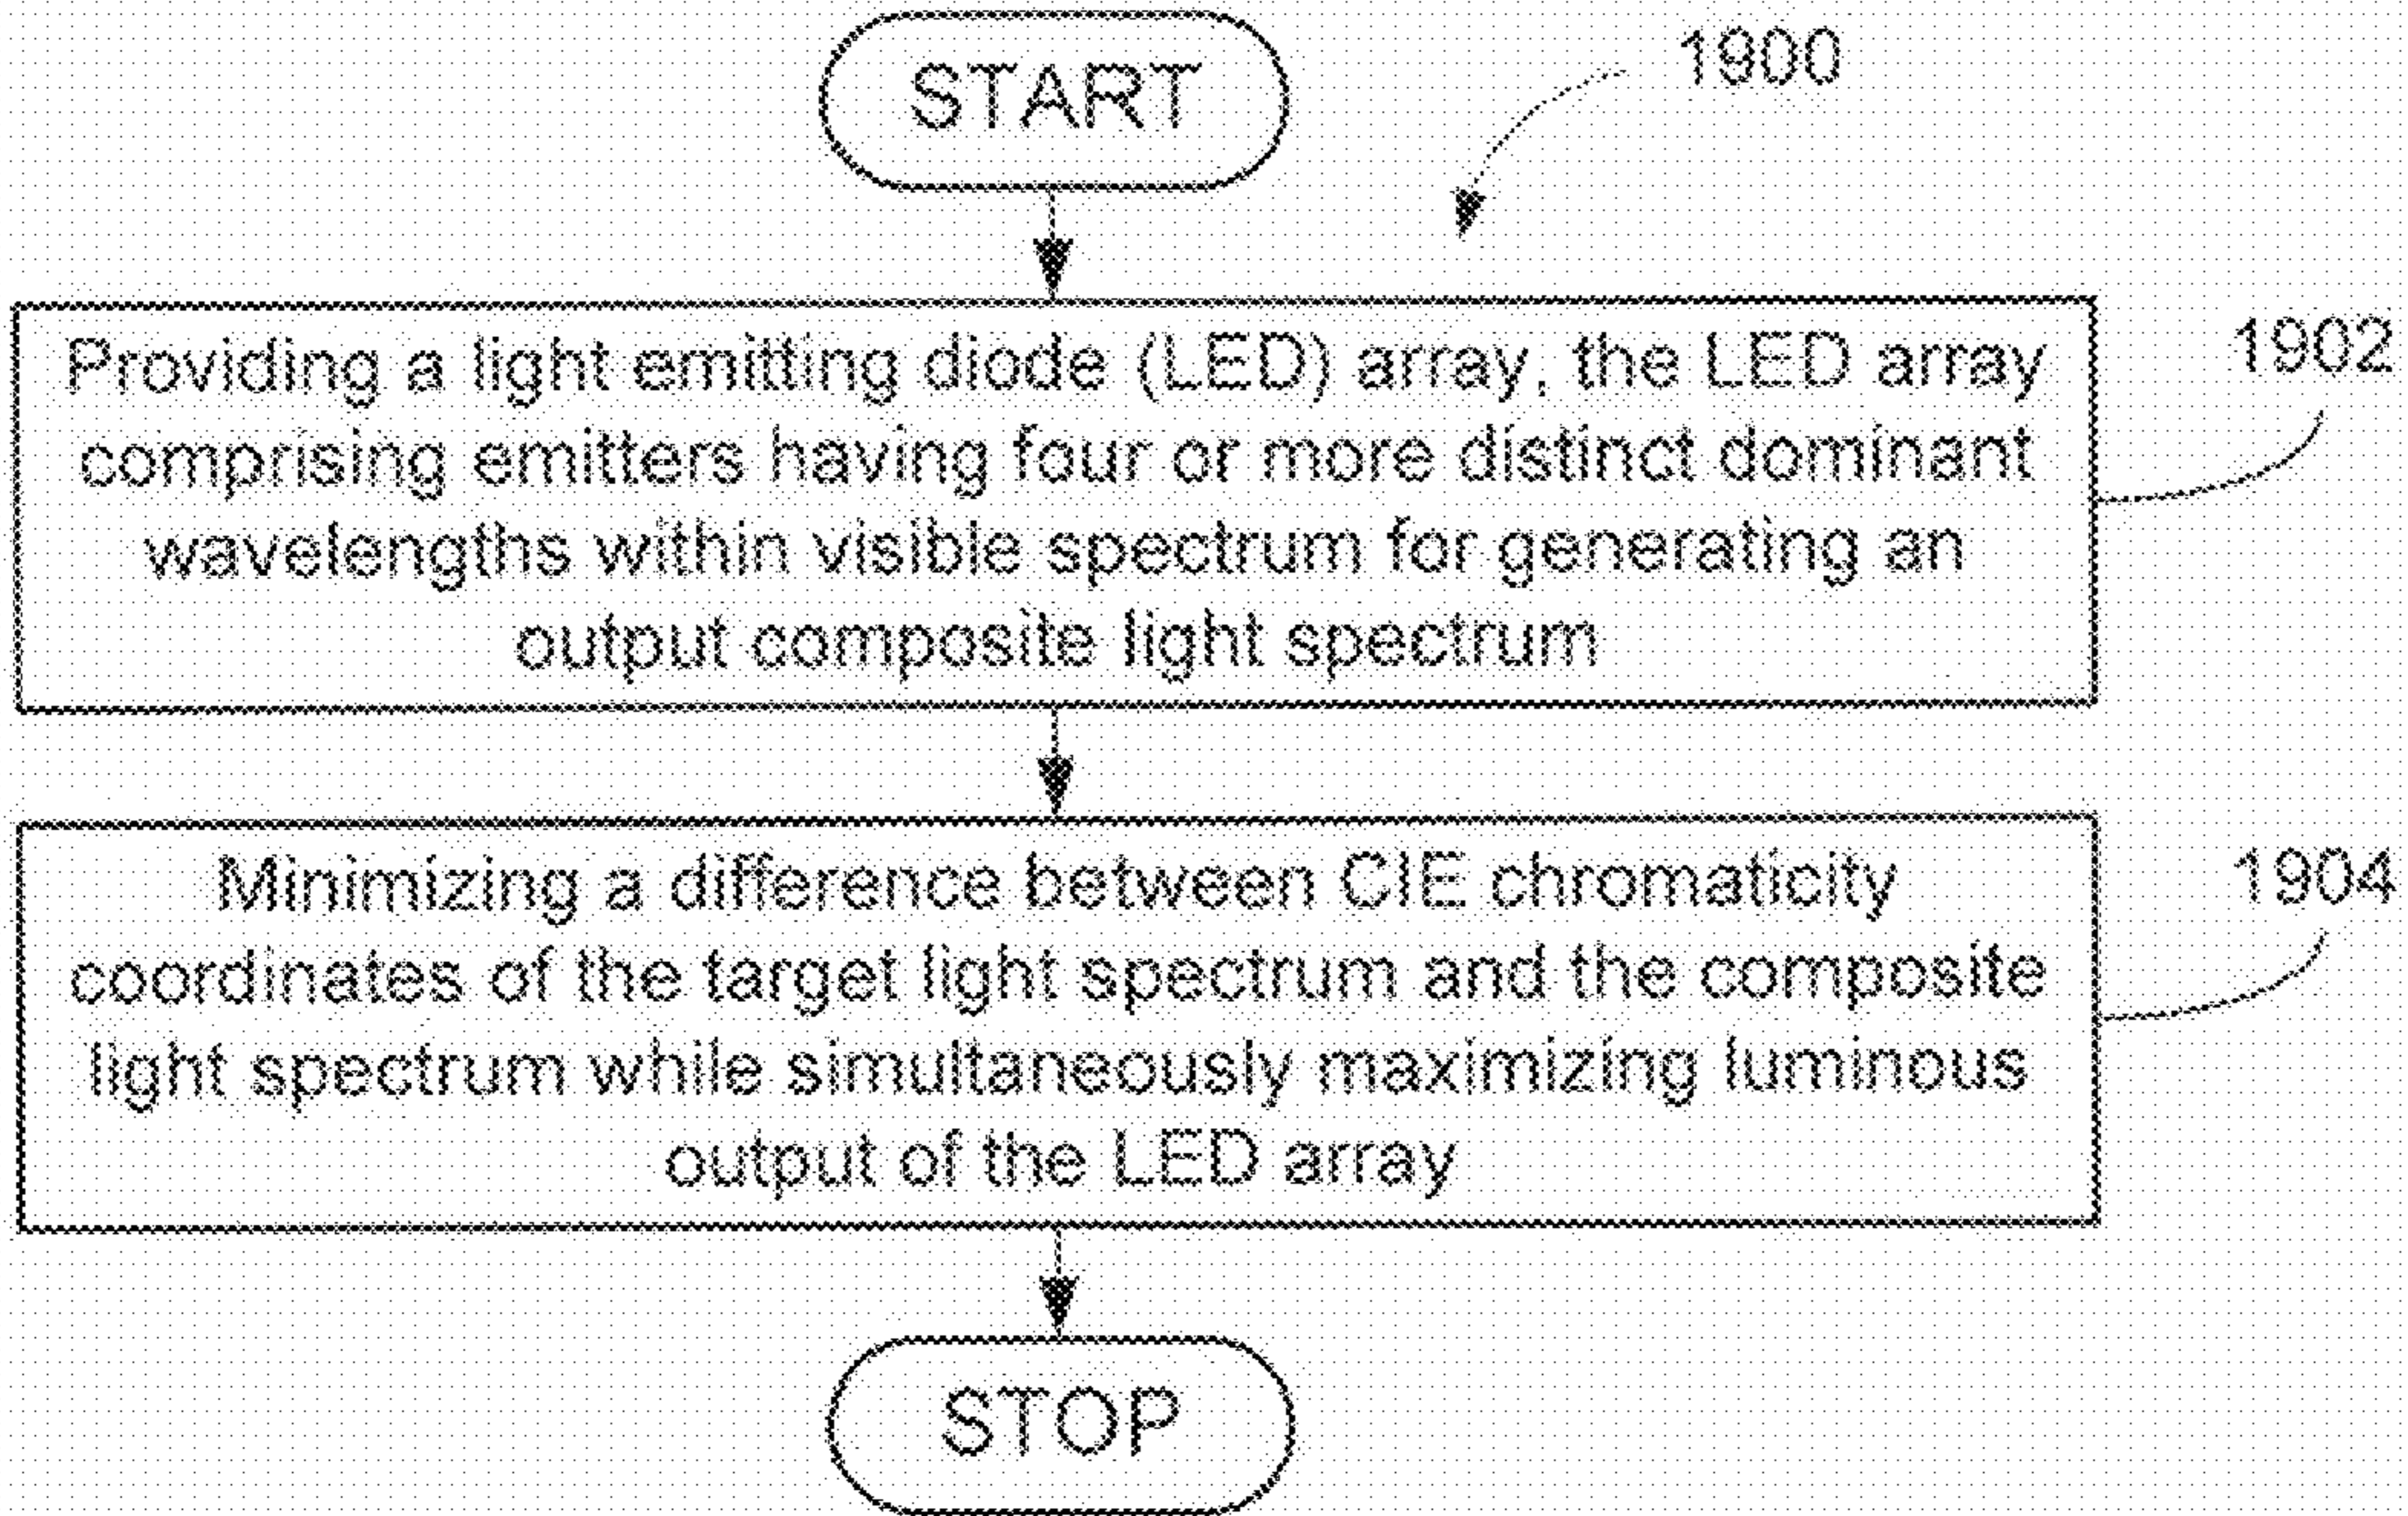 START
1900
Providing a light emitting diode (LED) array, the LED array
comprising emitters having four or more distinct dominant
wavelengths within visible spectrum for generating an
output composite light spectrum
1902
Minimizing a difference between CIE chromaticity
coordinates of the target light spectrum and the composite
light spectrum while simultaneously maximizing luminous
output of the LED array
1904
STOP